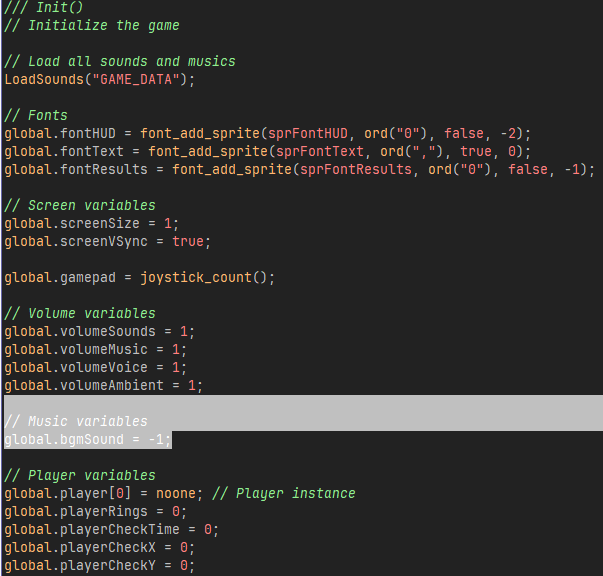 /// Init()
// Initialize the game
// Load all sounds and musics
LoadSounds("GAME_DATA");
// Fonts
global.fontHUD = font_add_sprite(sprFontHUD, ord("0"), false, -2);
global.fontText = font_add_sprite(sprFontText, ord(","), true, 0);
global.fontResults = font_add_sprite(sprFontResults, ord("0"), false, -1);
// Screen variables
global.screenSize = 1;
global.screenVSync = true;
global.gamepad = joystick_count();
// Volume variables
global.volumeSounds = 1;
global.volumeMusic = 1;
global.volumeVoice = 1;
global.volumeAmbient = 1;
// Music variables
global.bgmSound = -1;
// Player variables
global.player[0] = noone; // Player instance
global.playerRings = 0;
global.playerCheckTime = 0;
global.playerCheckX = 0;
global.playerCheckY = 0;